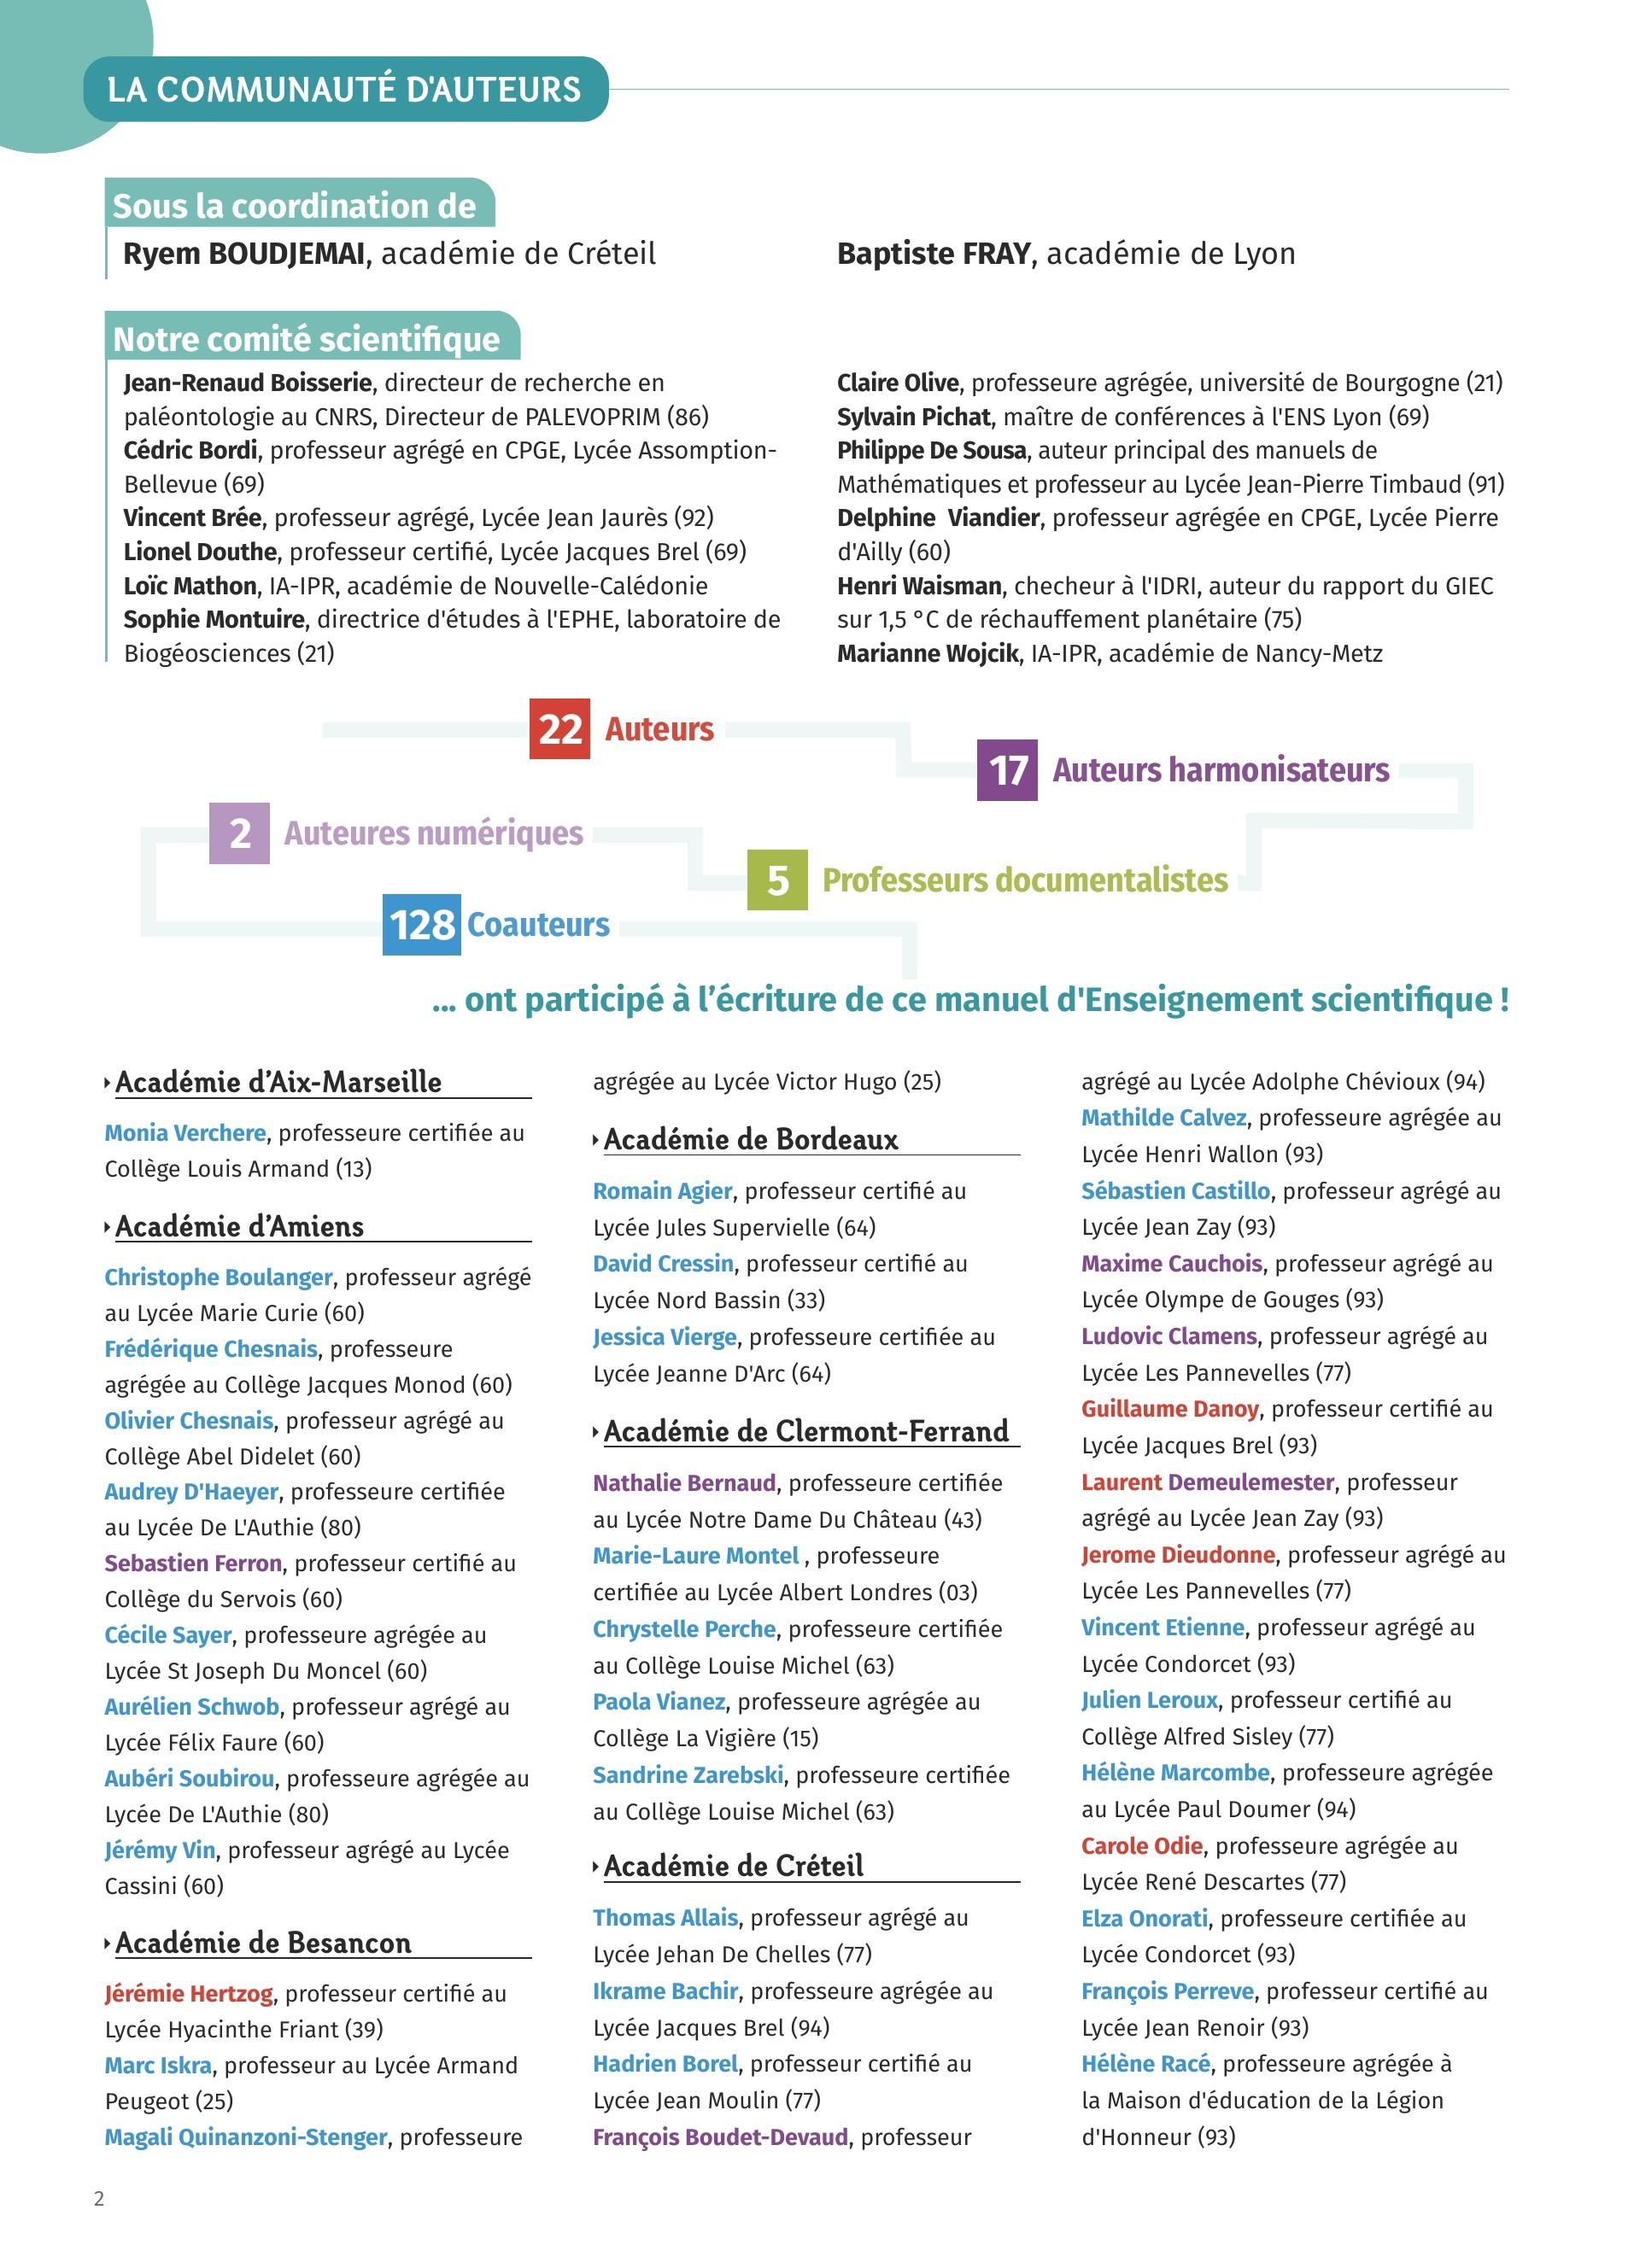 LA COMMUNAUTÉ D'AUTEURS
Sous la coordination de
Ryem BOUDJEMAI, académie de Créteil
Baptiste FRAY, académie de Lyon
Notre comité scientifique
Jean-Renaud Boisserie, directeur de recherche en
paléontologie au CNRS, Directeur de PALEVOPRIM (86)
Cédric Bordi, professeur agrégé en CPGE, Lycée Assomption-
Bellevue (69)
Vincent Brée, professeur agrégé, Lycée Jean Jaurès (92)
Lionel Douthe, professeur certifié, Lycée Jacques Brel (69)
Loïc Mathon, IA-IPR, académie de Nouvelle-Calédonie
Sophie Montuire, directrice d'études à l'EPHE, laboratoire de
Biogéosciences (21)
Claire Olive, professeure agrégée, université de Bourgogne (21)
Sylvain Pichat, maître de conférences à l'ENS Lyon (69)
Philippe De Sousa, auteur principal des manuels de
Mathématiques et professeur au Lycée Jean-Pierre Timbaud (91)
Delphine Viandier, professeur agrégée en CPGE, Lycée Pierre
d'Ailly (60)
Henri Waisman, checheur à l'IDRI, auteur du rapport du GIEC
sur 1,5 °C de réchauffement planétaire (75)
Marianne Wojcik, IA-IPR, académie de Nancy-Metz
22 Auteurs
17 Auteurs harmonisateurs
2 Auteures numériques
5 Professeurs documentalistes
128 Coauteurs
... ont participé à l’écriture de ce manuel d'Enseignement scientifique !
Académie d’Aix-Marseille
Monia Verchere, professeure certifiée au
Collège Louis Armand (13)
Académie d’Amiens
Christophe Boulanger, professeur agrégé
au Lycée Marie Curie (60)
Frédérique Chesnais, professeure
agrégée au Collège Jacques Monod (60)
Olivier Chesnais, professeur agrégé au
Collège Abel Didelet (60)
Audrey D'Haeyer, professeure certifiée
au Lycée De L'Authie (80)
Sebastien Ferron, professeur certifié au
Collège du Servois (60)
Cécile Sayer, professeure agrégée au
Lycée St Joseph Du Moncel (60)
Aurélien Schwob, professeur agrégé au
Lycée Félix Faure (60)
Aubéri Soubirou, professeure agrégée au
Lycée De L'Authie (80)
Jérémy Vin, professeur agrégé au Lycée
Cassini (60)
Académie de Besancon
Jérémie Hertzog, professeur certifié au
Lycée Hyacinthe Friant (39)
Marc Iskra, professeur au Lycée Armand
Peugeot (25)
Magali Quinanzoni-Stenger, professeure
agrégée au Lycée Victor Hugo (25)
Académie de Bordeaux
Romain Agier, professeur certifié au
Lycée Jules Supervielle (64)
David Cressin, professeur certifié au
Lycée Nord Bassin (33)
Jessica Vierge, professeure certifiée au
Lycée Jeanne D'Arc (64)
Académie de Clermont-Ferrand
Nathalie Bernaud, professeure certifiée
au Lycée Notre Dame Du Château (43)
Marie-Laure Montel , professeure
certifiée au Lycée Albert Londres (03)
Chrystelle Perche, professeure certifiée
au Collège Louise Michel (63)
Paola Vianez, professeure agrégée au
Collège La Vigière (15)
Sandrine Zarebski, professeure certifiée
au Collège Louise Michel (63)
Académie de Créteil
Thomas Allais, professeur agrégé au
Lycée Jehan De Chelles (77)
Ikrame Bachir, professeure agrégée au
Lycée Jacques Brel (94)
Hadrien Borel, professeur certifié au
Lycée Jean Moulin (77)
François Boudet-Devaud, professeur
agrégé au Lycée Adolphe Chévioux (94)
Mathilde Calvez, professeure agrégée au
Lycée Henri Wallon (93)
Sébastien Castillo, professeur agrégé au
Lycée Jean Zay (93)
Maxime Cauchois, professeur agrégé au
Lycée Olympe de Gouges (93)
Ludovic Clamens, professeur agrégé au
Lycée Les Pannevelles (77)
Guillaume Danoy, professeur certifié au
Lycée Jacques Brel (93)
Laurent Demeulemester, professeur
agrégé au Lycée Jean Zay (93)
Jerome Dieudonne, professeur agrégé au
Lycée Les Pannevelles (77)
Vincent Etienne, professeur agrégé au
Lycée Condorcet (93)
Julien Leroux, professeur certifié au
Collège Alfred Sisley (77)
Hélène Marcombe, professeure agrégée
au Lycée Paul Doumer (94)
Carole Odie, professeure agrégée au
Lycée René Descartes (77)
Elza Onorati, professeure certifiée au
Lycée Condorcet (93)
François Perreve, professeur certifié au
Lycée Jean Renoir (93)
Hélène Racé, professeure agrégée à
la Maison d'éducation de la Légion
d'Honneur (93)
2